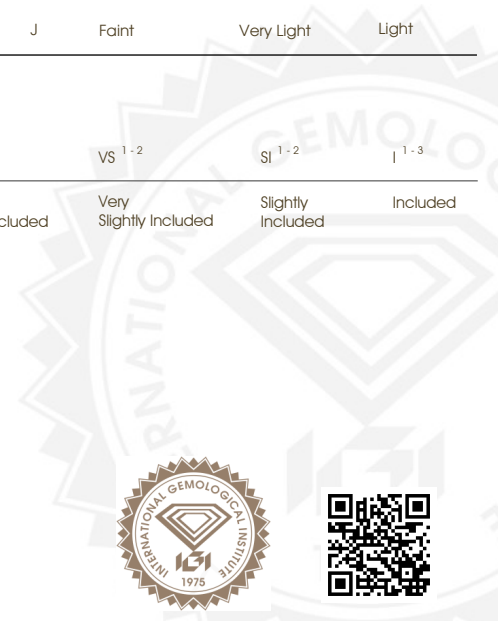 J Faint Very Light Light
VS 1 - 2 SI 1 - 2 I 1 - 3
Very Slightly Included
cluded Slightly Included Included
INTERNATIONAL GEMOLOGICAL INSTITUTE
IGI
1975